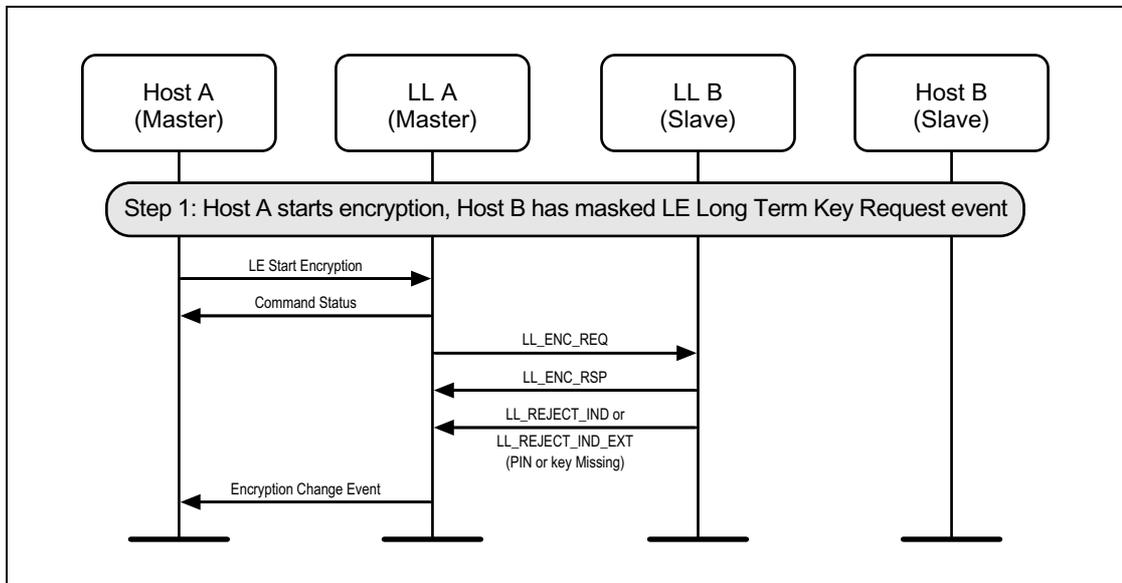 Host A
(Master)
LL A
(Master)
LL B
(Slave)
Host B
(Slave)
Step 1: Host A starts encryption, Host B has masked LE Long Term Key Request event
LE Start Encryption
Command Status
LL_ENC_REQ
LL_ENC_RSP
LL_REJECT_IND or
LL_REJECT_IND_EXT
(PIN or key Missing)
Encryption Change Event